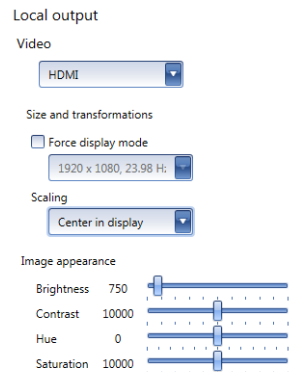 Local output
Video
HDMI
Size and transformations
Force display mode
1920 x 1080, 23.98 H:
Scaling
Center in display
Image appearance
Brightness 750
Contrast 10000
Hue 0
Saturation 10000